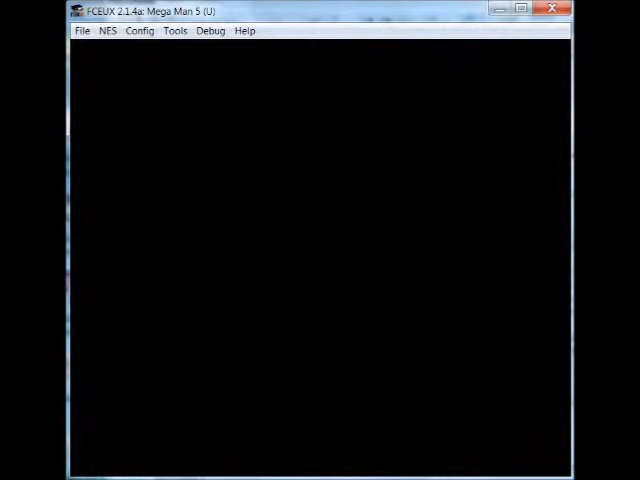 FCEUX 2.1.4a: Mega Man 5 (U)
File NES Config Tools Debug Help